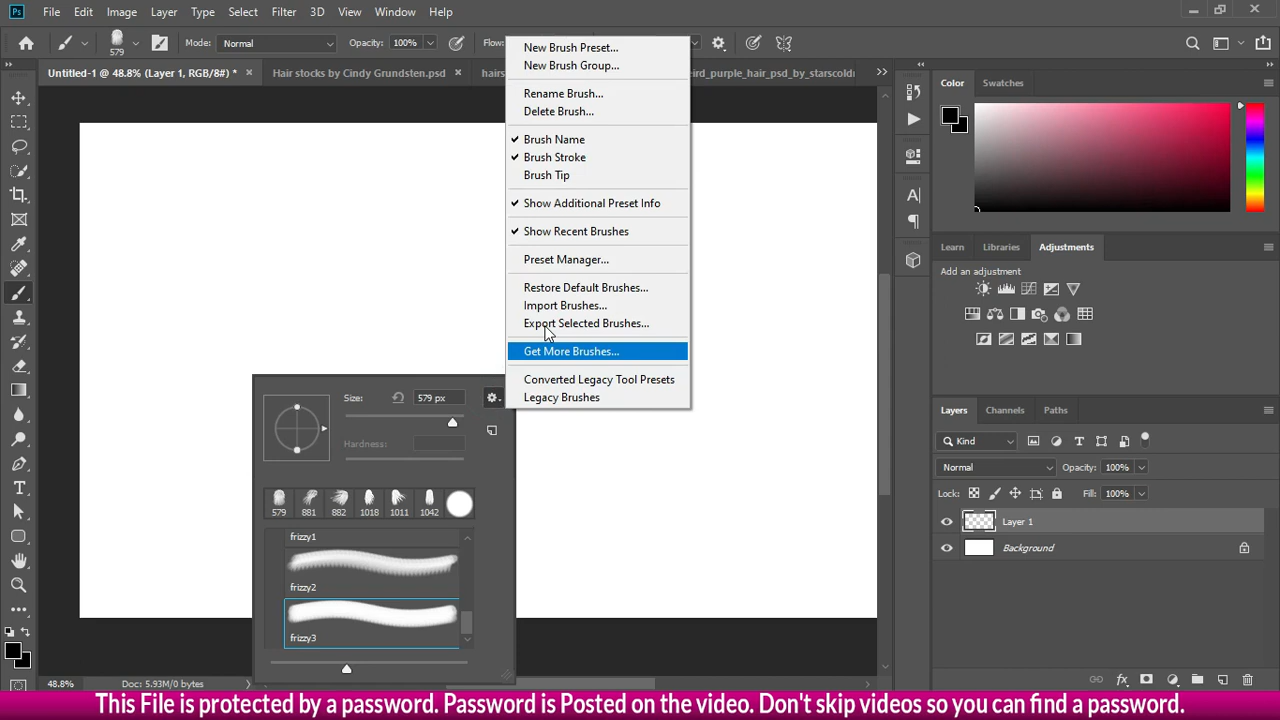 Ps File Edit Image Layer Type Select Filter 3D View Window Help
579 Mode: Normal Opacity: 100% Flow:
Untitled-1 @ 48.8% (Layer 1, RGB/8#) * × Hair stocks by Cindy Grundsten.psd ×
New Brush Preset...
New Brush Group...
Rename Brush...
Delete Brush...
Brush Name
Brush Stroke
Brush Tip
Show Additional Preset Info
Show Recent Brushes
Preset Manager...
Restore Default Brushes...
Import Brushes...
Export Selected Brushes...
Get More Brushes...
Converted Legacy Tool Presets
Legacy Brushes
Size: 579 px
Hardness:
579 881 882 1018 1011 1042
frizzy1
frizzy2
frizzy3
Color Swatches
Learn Libraries Adjustments
Add an adjustment
Layers Channels Paths
Kind
Normal Opacity: 100%
Lock: Fill: 100%
Layer 1
Background
48.8% Doc: 5.93M/0 bytes
This File is protected by a password. Password is Posted on the video. Don't skip videos so you can find a password.